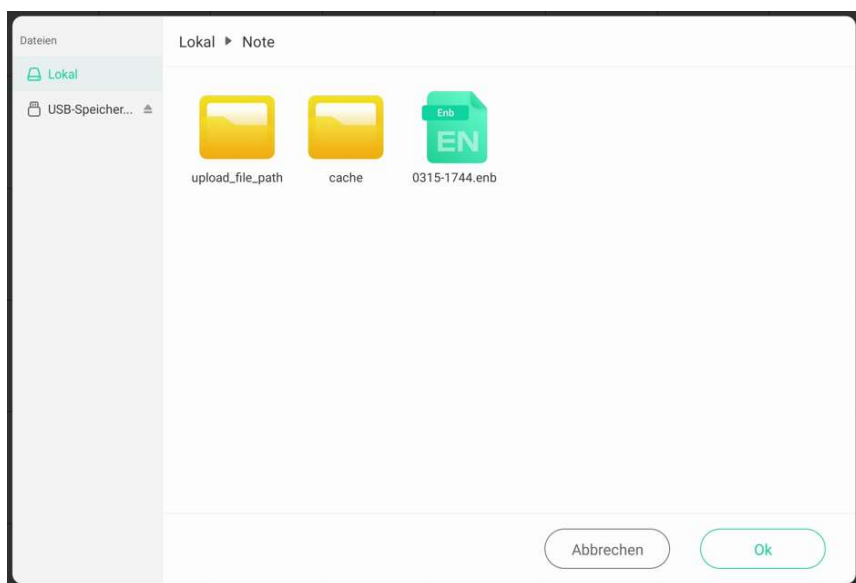 Dateien
Lokal
USB-Speicher...
Lokal ▶ Note
Enb
EN
upload_file_path
cache
0315-1744.enb
Abbrechen
Ok